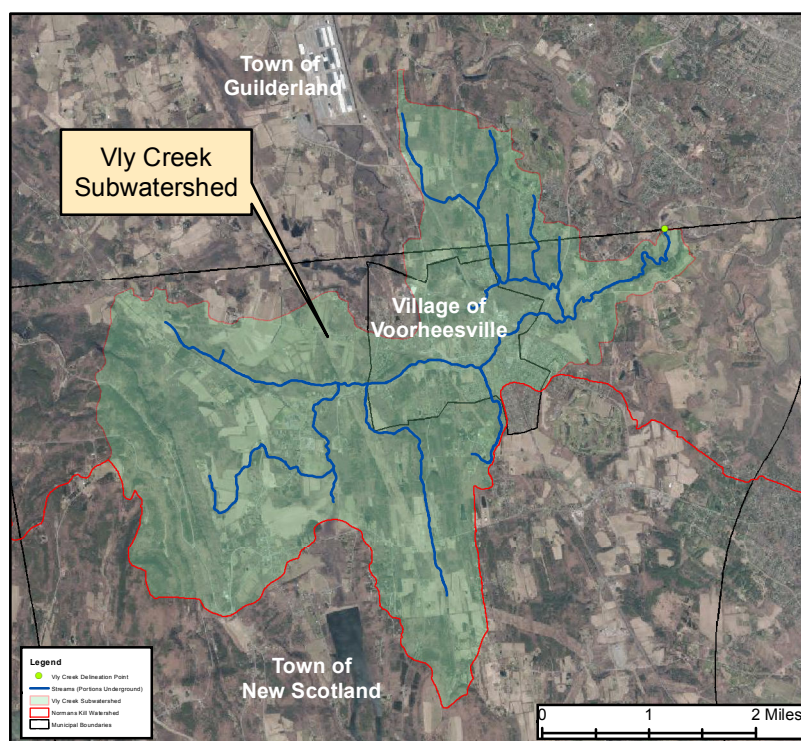 Town of
Guilderland
Vly Creek
Subwatershed
Village of
Voorheesville
Town of
New Scotland
Legend
Vly Creek Delineation Point
Streams (Portions Underground)
Vly Creek Subwatershed
Normans Kill Watershed
Municipal Boundaries
0 1 2 Miles